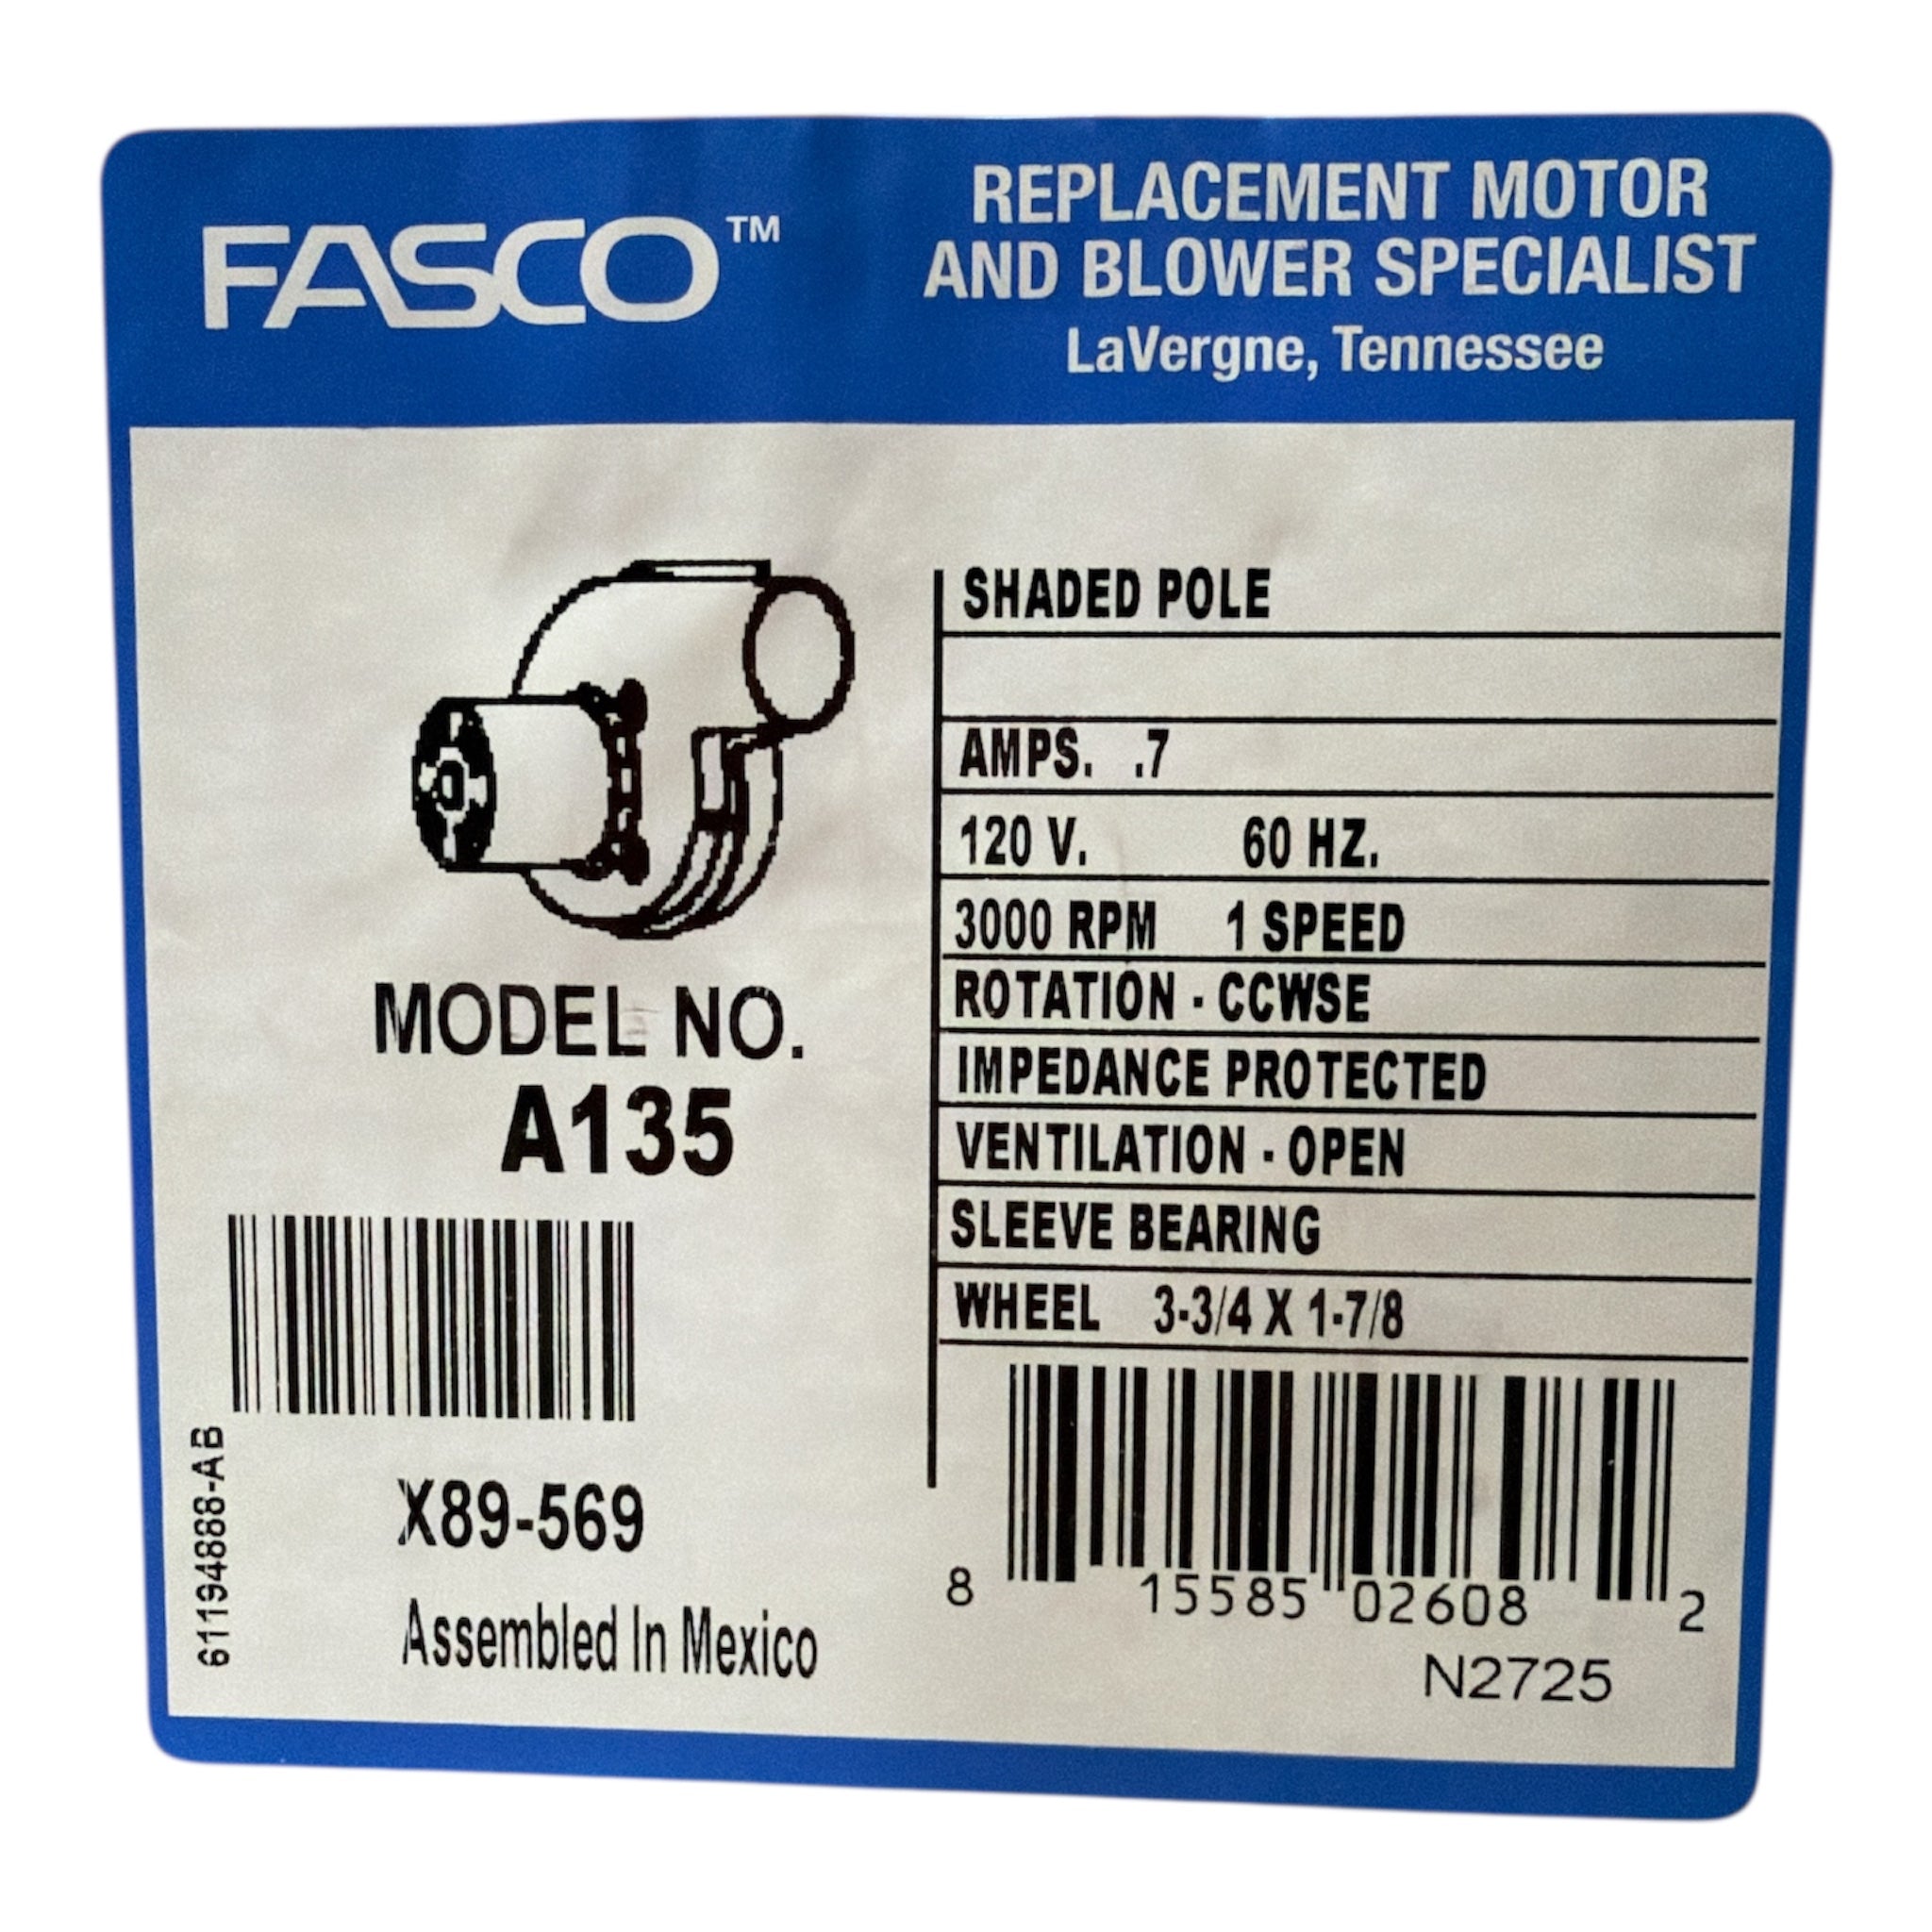 FASCO™
REPLACEMENT MOTOR
AND BLOWER SPECIALIST
LaVergne, Tennessee
MODEL NO.
A135
X89-569
Assembled In Mexico
61194888-AB
SHADED POLE
AMPS. .7
120 V. 60 HZ.
3000 RPM 1 SPEED
ROTATION - CCWSE
IMPEDANCE PROTECTED
VENTILATION - OPEN
SLEEVE BEARING
WHEEL 3-3/4 X 1-7/8
8 15585 02608 2
N2725